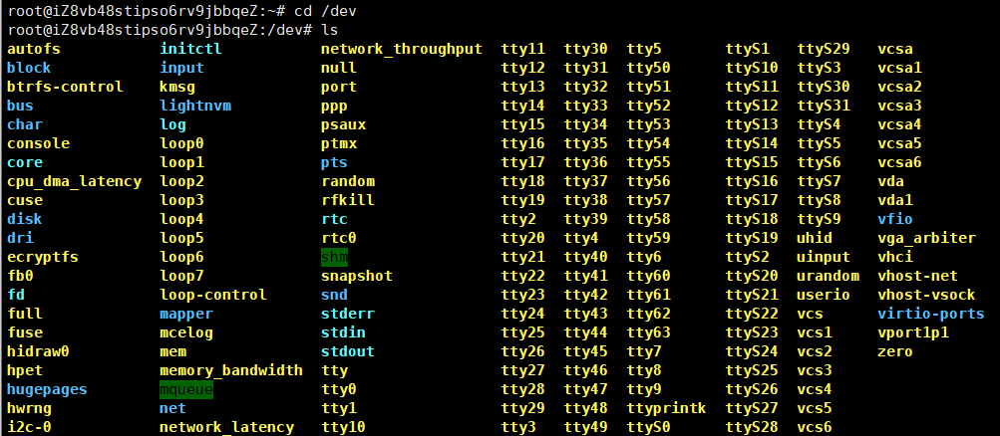 root@iZ8vb48stipso6rv9jbbqeZ:~# cd /dev
root@iZ8vb48stipso6rv9jbbqeZ:/dev# ls
autofs initctl network_throughput tty11 tty30 tty5 ttyS1 ttyS29 vcsa
block input null tty12 tty31 tty50 ttyS10 ttyS3 vcsa1
btrfs-control kmsg port tty13 tty32 tty51 ttyS11 ttyS30 vcsa2
bus lightnvm ppp tty14 tty33 tty52 ttyS12 ttyS31 vcsa3
char log psaux tty15 tty34 tty53 ttyS13 ttyS4 vcsa4
console loop0 ptmx tty16 tty35 tty54 ttyS14 ttyS5 vcsa5
core loop1 pts tty17 tty36 tty55 ttyS15 ttyS6 vcsa6
cpu_dma_latency loop2 random tty18 tty37 tty56 ttyS16 ttyS7 vda
cuse loop3 rfkill tty19 tty38 tty57 ttyS17 ttyS8 vda1
disk loop4 rtc tty2 tty39 tty58 ttyS18 ttyS9 vfio
dri loop5 rtc0 tty20 tty4 tty59 ttyS19 uhid vga_arbiter
ecryptfs loop6 shm tty21 tty40 tty6 ttyS2 uinput vhci
fb0 loop7 snapshot tty22 tty41 tty60 ttyS20 urandom vhost-net
fd loop-control snd tty23 tty42 tty61 ttyS21 userio vhost-vsock
full mapper stderr tty24 tty43 tty62 ttyS22 vcs virtio-ports
fuse mcelog stdin tty25 tty44 tty63 ttyS23 vcs1 vport1p1
hidraw0 mem stdout tty26 tty45 tty7 ttyS24 vcs2 zero
hpet memory_bandwidth tty tty27 tty46 tty8 ttyS25 vcs3
hugepages mqueue tty0 tty28 tty47 tty9 ttyS26 vcs4
hwrng net tty1 tty29 tty48 ttyprintk ttyS27 vcs5
i2c-0 network_latency tty10 tty3 tty49 ttyS0 ttyS28 vcs6